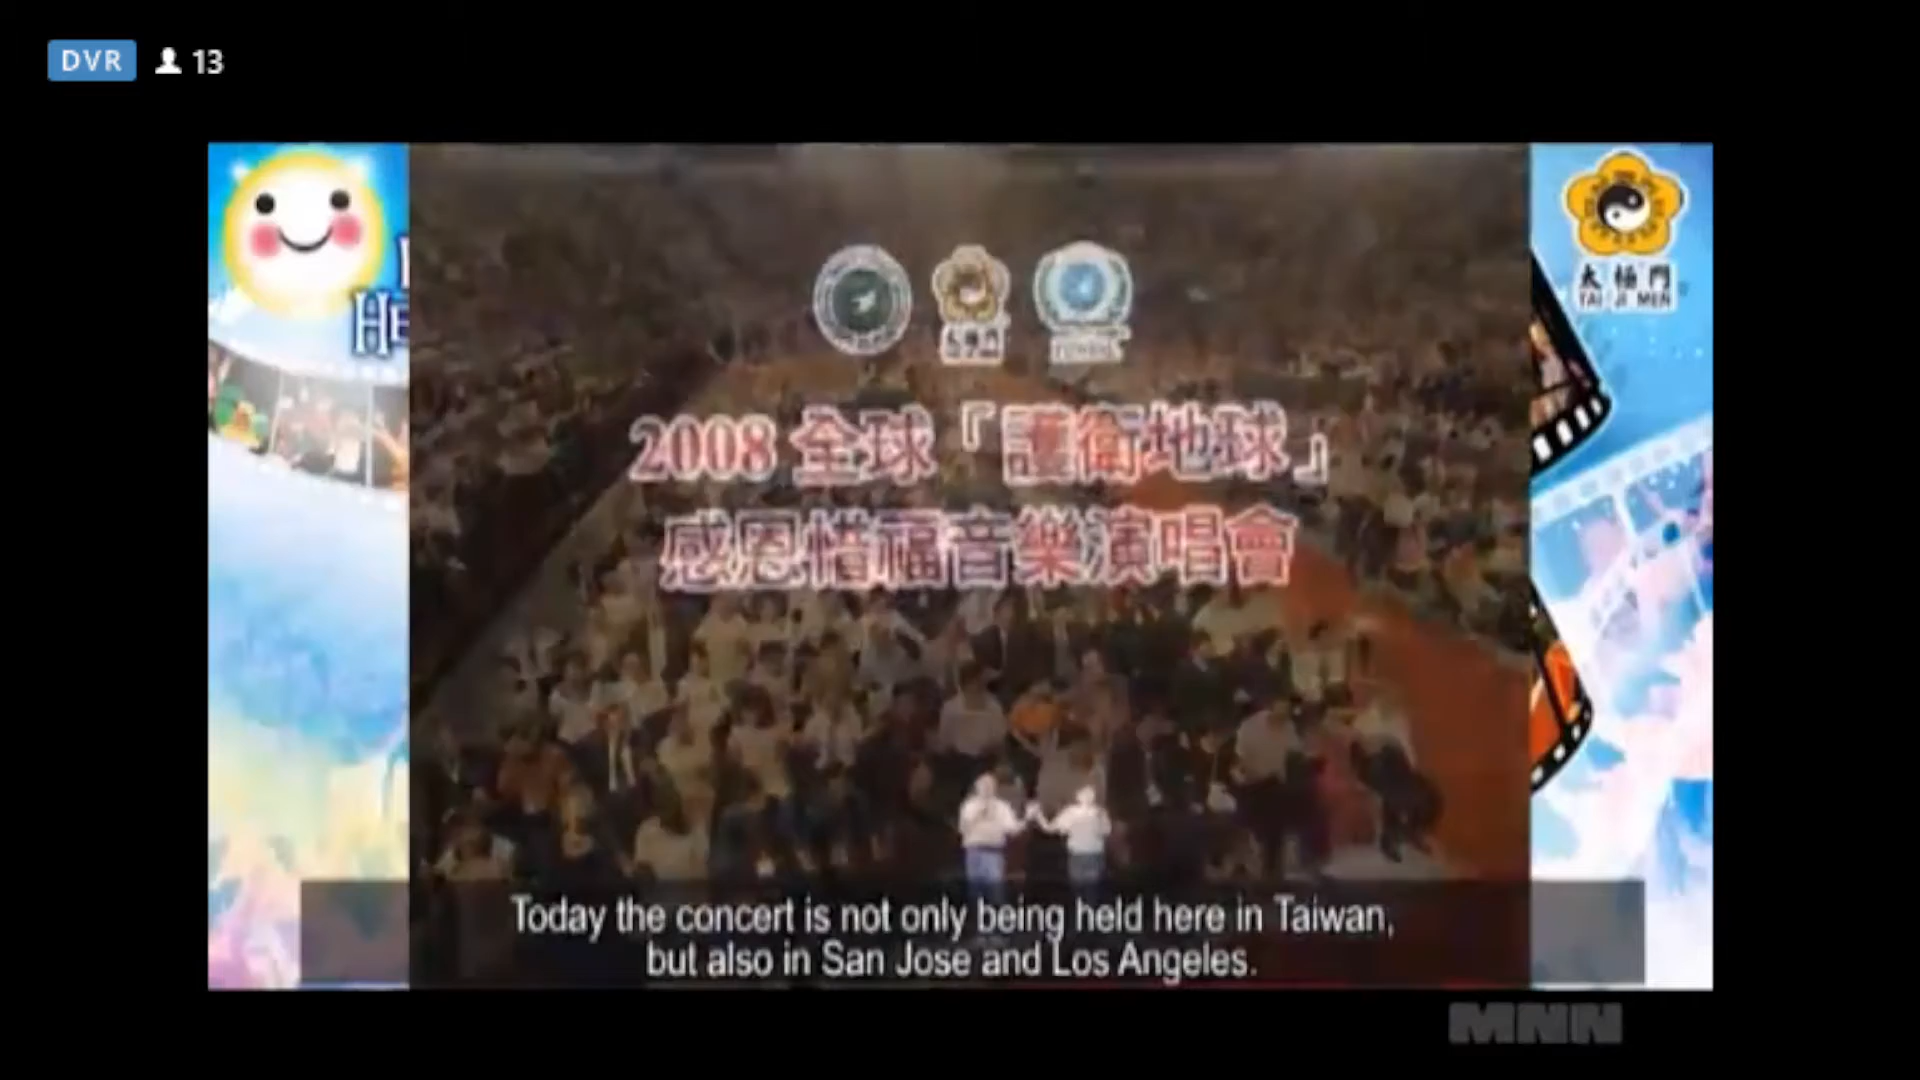 DVR 13
太極門
TAI JI MEN
2008 全球「護衛地球」
感恩惜福音樂演唱會
Today the concert is not only being held here in Taiwan,
but also in San Jose and Los Angeles.
MNN